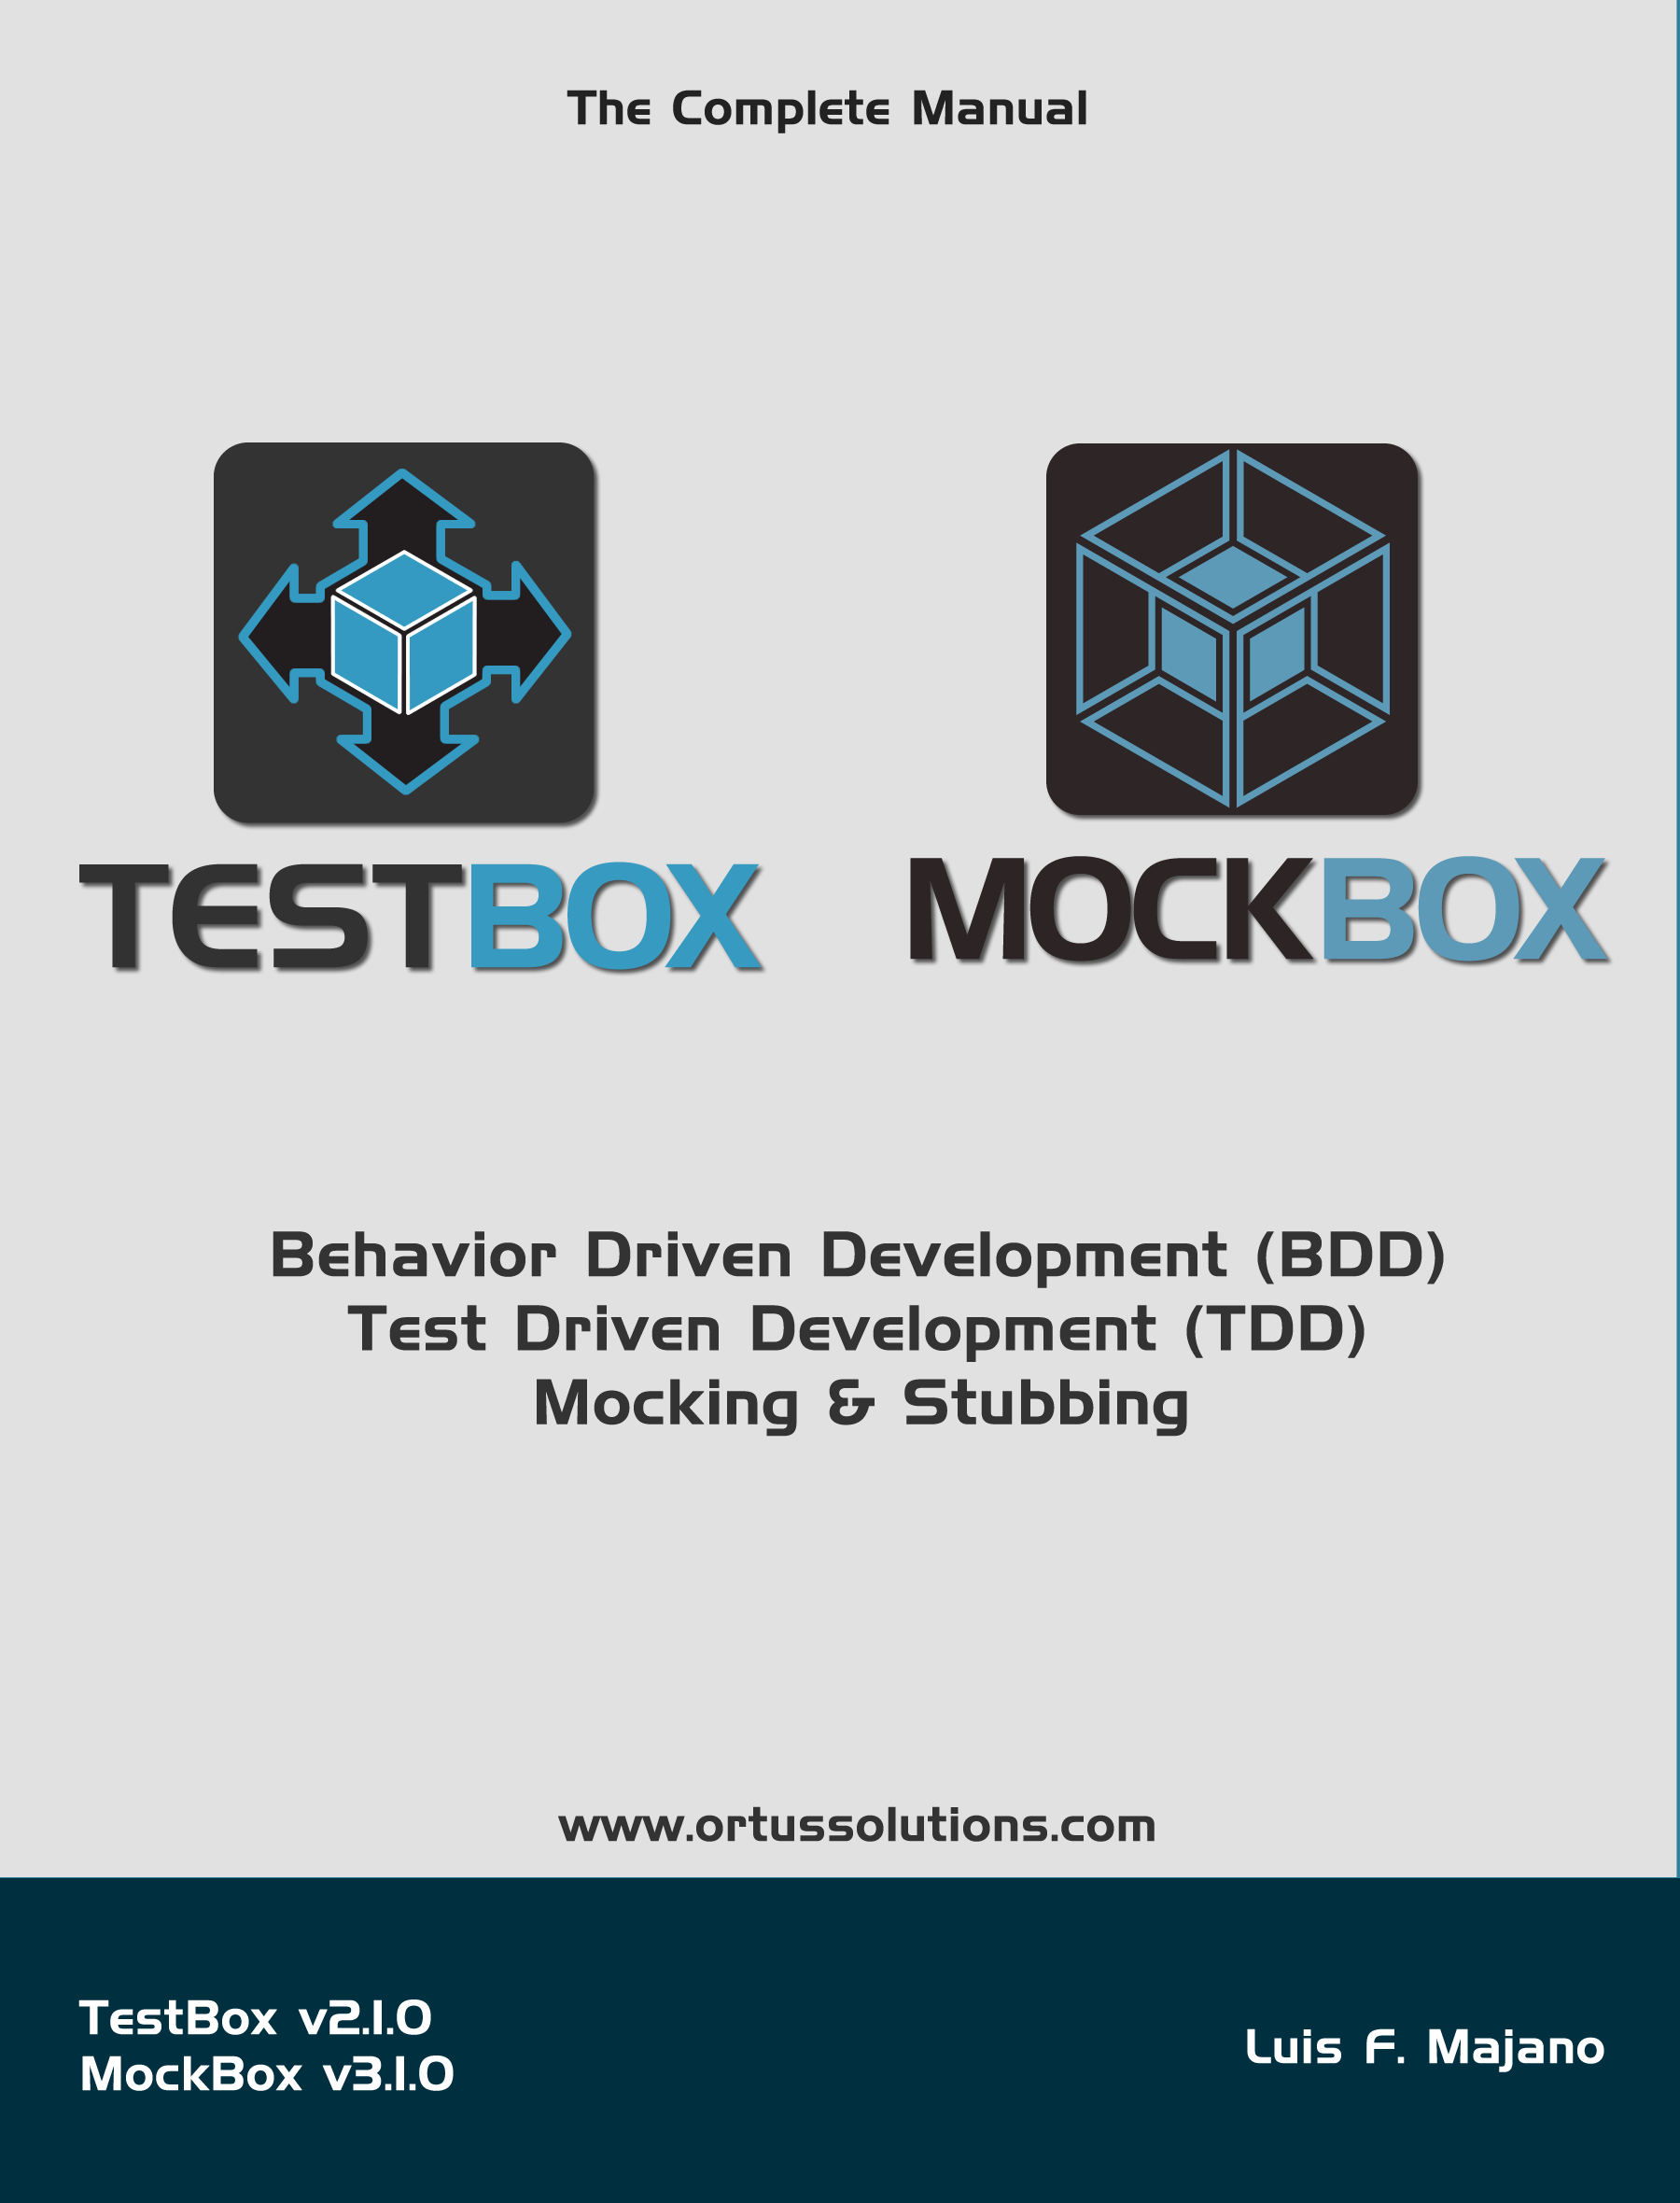 The Complete Manual
TESTBOX
MOCKBOX
Behavior Driven Development (BDD)
Test Driven Development (TDD)
Mocking & Stubbing
www.ortussolutions.com
TestBox v2.1.0
MockBox v3.1.0
Luis F. Majano